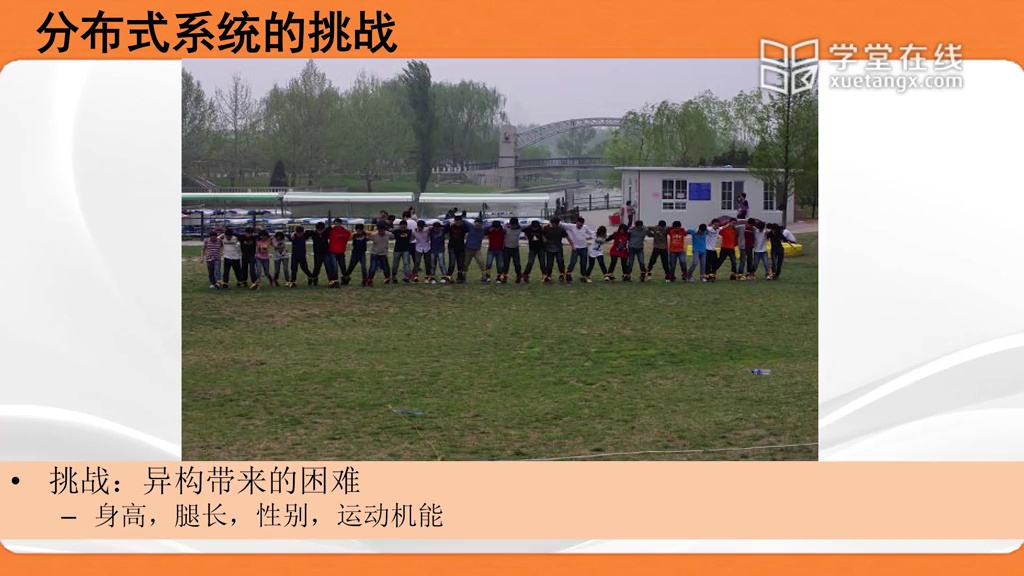 分布式系统的挑战
学堂在线
xuetangx.com
• 挑战：异构带来的困难
– 身高，腿长，性别，运动机能